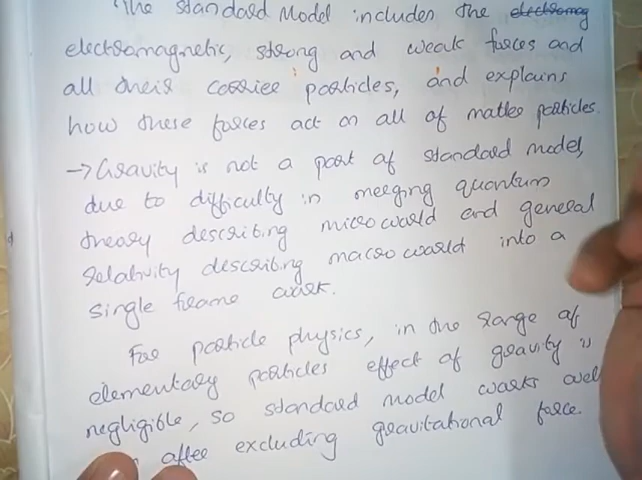 The Standard Model includes the electromag
electromagnetic, strong and weak forces and
all their carrier particles, and explains
how these forces act on all of matter particles.
→ Gravity is not a part of standard model,
due to difficulty in merging quantum
theory describing microworld and general
relativity describing macroworld into a
single frame work.
For particle physics, in the range of
elementary particles effect of gravity is
negligible, so standard model works well
after excluding gravitational force.